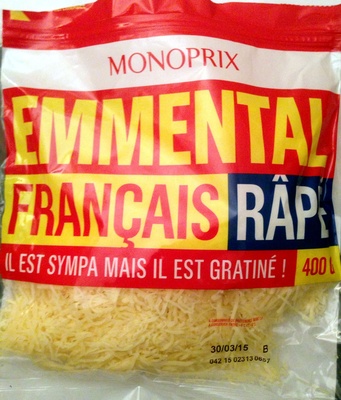 MONOPRIX
EMMENTAL
FRANÇAIS RÂPÉ
IL EST SYMPA MAIS IL EST GRATINÉ ! 400
30/03/15 B